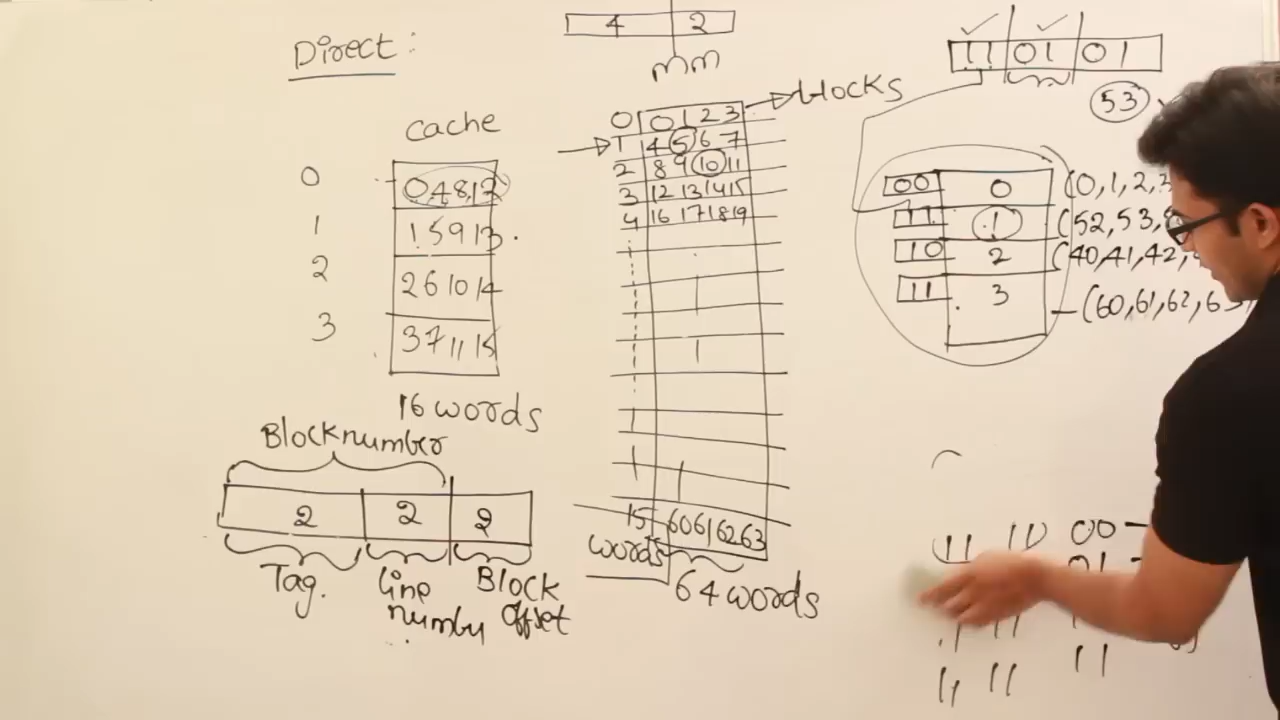 Direct:
4 2
mm
cache
0 0 4 8 12
1 1 5 9 13
2 2 6 10 14
3 3 7 11 15
16 words
Block number
2 2 2
Tag. line number Block offset
blocks
0 0 1 2 3
1 4 5 6 7
2 8 9 10 11
3 12 13 14 15
4 16 17 18 19
15 60 61 62 63
words 64 words
11 01 01
53
00 0 (0,1,2,3
11 1 (52,53,
10 2 (40,41,42,
11 3 (60,61,62,63)
11 11 00
01
11
11 11 11